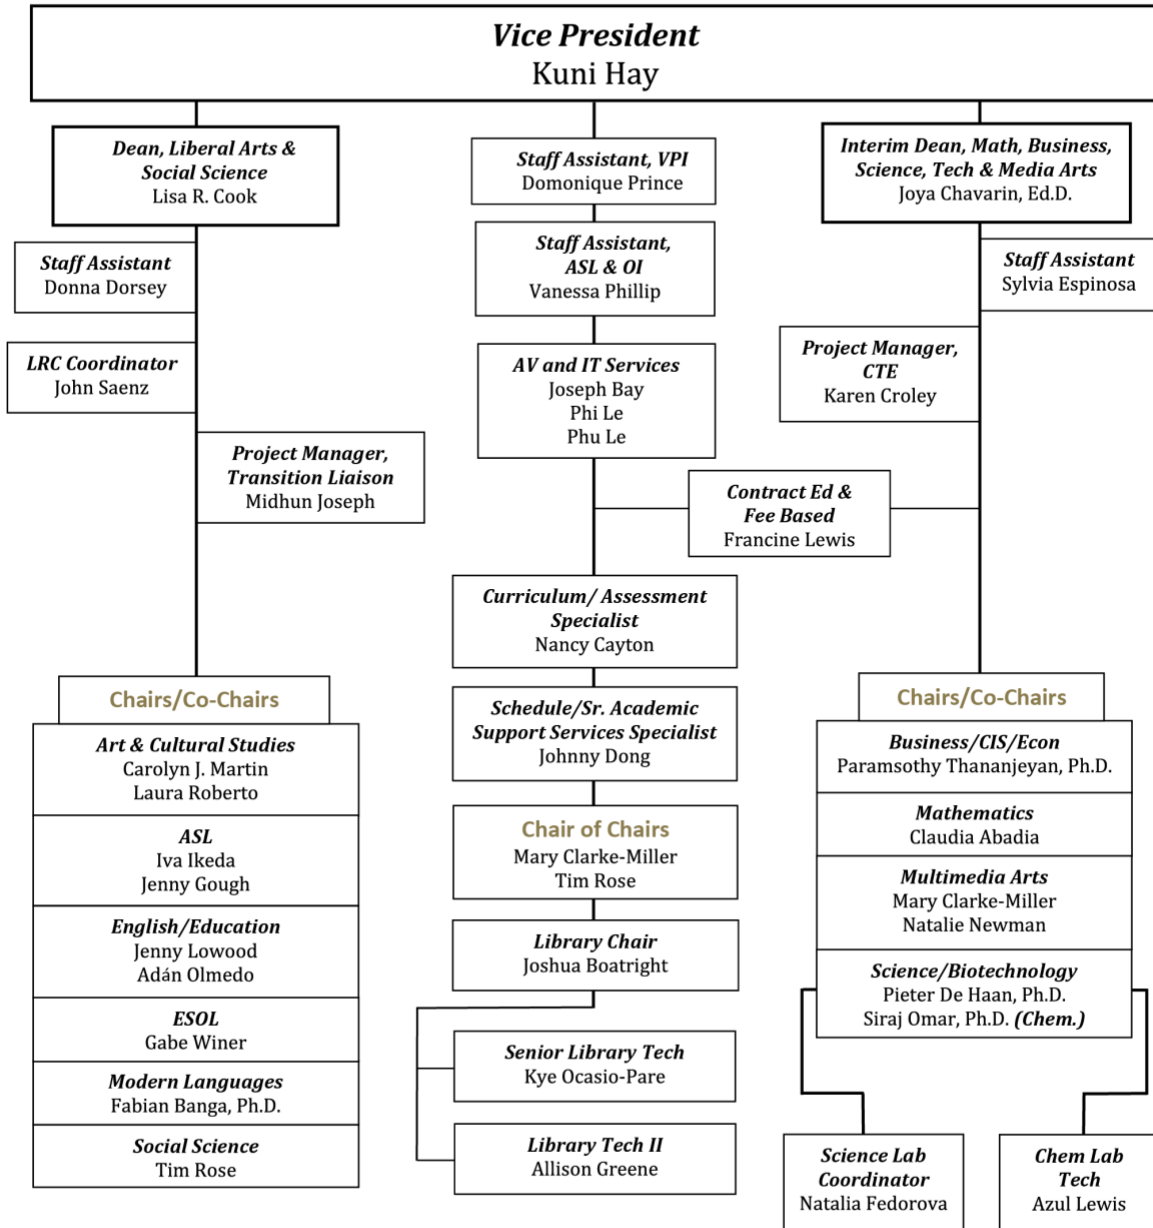 Vice President
Kuni Hay
Dean, Liberal Arts &
Social Science
Lisa R. Cook
Staff Assistant
Donna Dorsey
LRC Coordinator
John Saenz
Project Manager,
Transition Liaison
Midhun Joseph
Chairs/Co-Chairs
Art & Cultural Studies
Carolyn J. Martin
Laura Roberto
ASL
Iva Ikeda
Jenny Gough
English/Education
Jenny Lowood
Adán Olmedo
ESOL
Gabe Winer
Modern Languages
Fabian Banga, Ph.D.
Social Science
Tim Rose
Staff Assistant, VPI
Domonique Prince
Staff Assistant,
ASL & OI
Vanessa Phillip
AV and IT Services
Joseph Bay
Phi Le
Phu Le
Contract Ed &
Fee Based
Francine Lewis
Curriculum/ Assessment
Specialist
Nancy Cayton
Schedule/Sr. Academic
Support Services Specialist
Johnny Dong
Chair of Chairs
Mary Clarke-Miller
Tim Rose
Library Chair
Joshua Boatright
Senior Library Tech
Kye Ocasio-Pare
Library Tech II
Allison Greene
Interim Dean, Math, Business,
Science, Tech & Media Arts
Joya Chavarin, Ed.D.
Staff Assistant
Sylvia Espinosa
Project Manager,
CTE
Karen Croley
Chairs/Co-Chairs
Business/CIS/Econ
Paramsothy Thananjeyan, Ph.D.
Mathematics
Claudia Abadia
Multimedia Arts
Mary Clarke-Miller
Natalie Newman
Science/Biotechnology
Pieter De Haan, Ph.D.
Siraj Omar, Ph.D. (Chem.)
Science Lab
Coordinator
Natalia Fedorova
Chem Lab
Tech
Azul Lewis